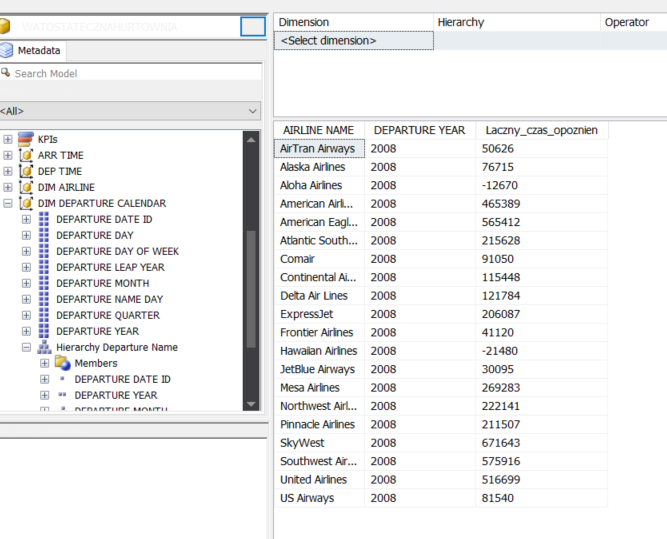 WATOSTATECZNAHURTOWNIA
Metadata
Search Model
<All>
KPIs
ARR TIME
DEP TIME
DIM AIRLINE
DIM DEPARTURE CALENDAR
DEPARTURE DATE ID
DEPARTURE DAY
DEPARTURE DAY OF WEEK
DEPARTURE LEAP YEAR
DEPARTURE MONTH
DEPARTURE NAME DAY
DEPARTURE QUARTER
DEPARTURE YEAR
Hierarchy Departure Name
Members
DEPARTURE DATE ID
DEPARTURE YEAR
DEPARTURE MONTH
Dimension Hierarchy Operator
<Select dimension>
AIRLINE NAME DEPARTURE YEAR Laczny_czas_opoznien
AirTran Airways 2008 50626
Alaska Airlines 2008 76715
Aloha Airlines 2008 -12670
American Airli... 2008 465389
American Eagl... 2008 565412
Atlantic South... 2008 215628
Comair 2008 91050
Continental Ai... 2008 115448
Delta Air Lines 2008 121784
ExpressJet 2008 206087
Frontier Airlines 2008 41120
Hawaiian Airlines 2008 -21480
JetBlue Airways 2008 30095
Mesa Airlines 2008 269283
Northwest Airl... 2008 222141
Pinnacle Airlines 2008 211507
SkyWest 2008 671643
Southwest Air... 2008 575916
United Airlines 2008 516699
US Airways 2008 81540